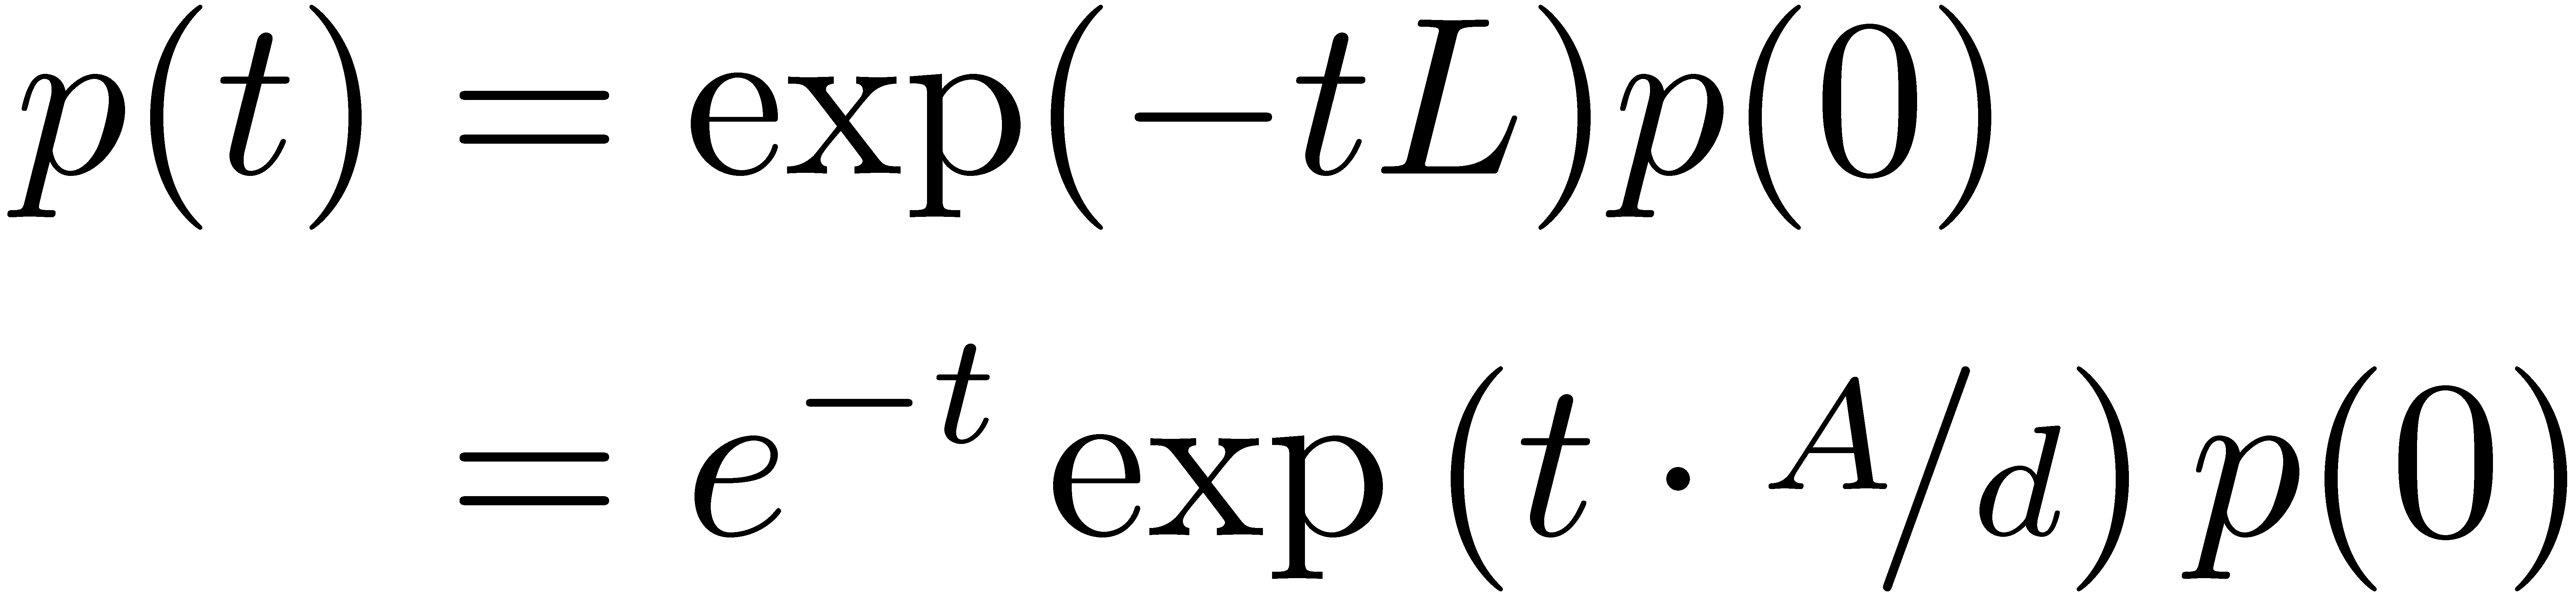 p(t) = exp(−tL)p(0)
= e^{−t} exp (t · A/d) p(0)